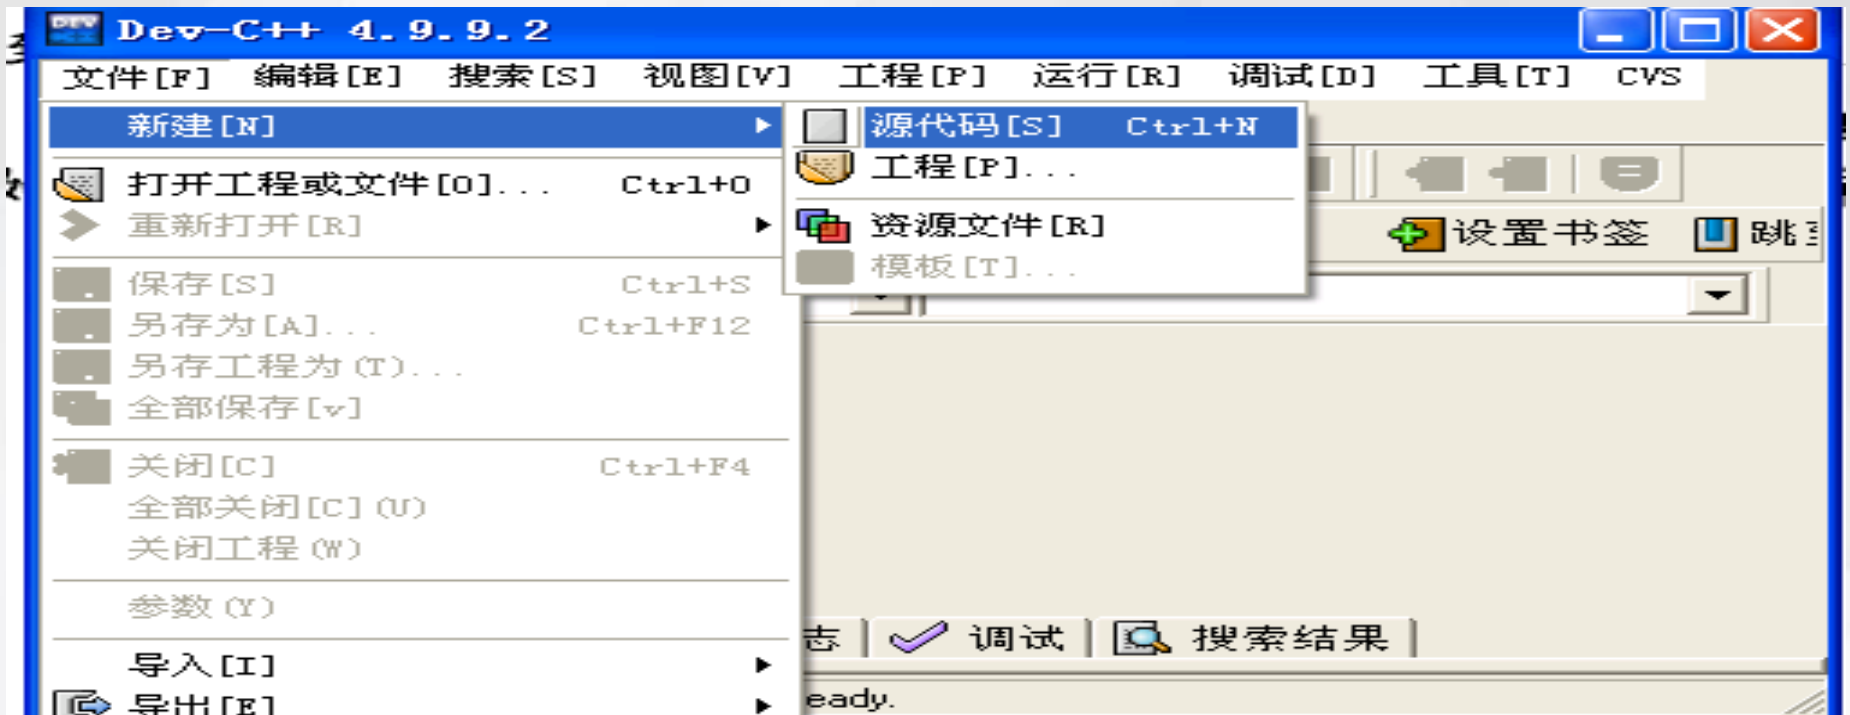 Dev-C++ 4.9.9.2
文件[F] 编辑[E] 搜索[S] 视图[V] 工程[P] 运行[R] 调试[D] 工具[T] CVS
新建[N]
源代码[S] Ctrl+N
工程[P]...
资源文件[R]
模板[T]...
打开工程或文件[O]... Ctrl+O
重新打开[R]
设置书签
跳
保存[S] Ctrl+S
另存为[A]... Ctrl+F12
另存工程为(T)...
全部保存[v]
关闭[C] Ctrl+F4
全部关闭[C](U)
关闭工程(W)
参数(Y)
导入[I]
导出[E]
志 调试 搜索结果
eady.